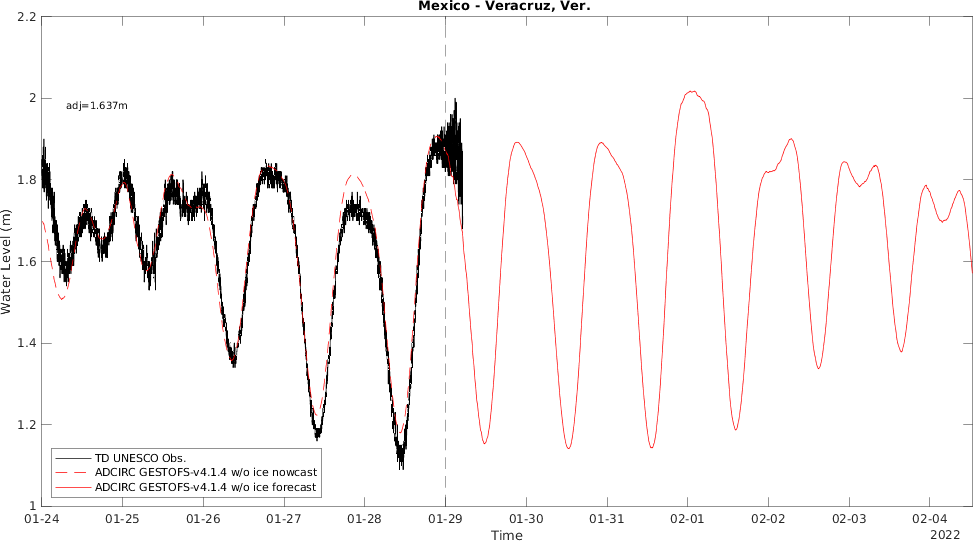 Mexico - Veracruz, Ver.
2.2
2
1.8
1.6
1.4
1.2
1
Water Level (m)
adj=1.637m
TD UNESCO Obs.
ADCIRC GESTOFS-v4.1.4 w/o ice nowcast
ADCIRC GESTOFS-v4.1.4 w/o ice forecast
01-24 01-25 01-26 01-27 01-28 01-29 01-30 01-31 02-01 02-02 02-03 02-04
Time
2022